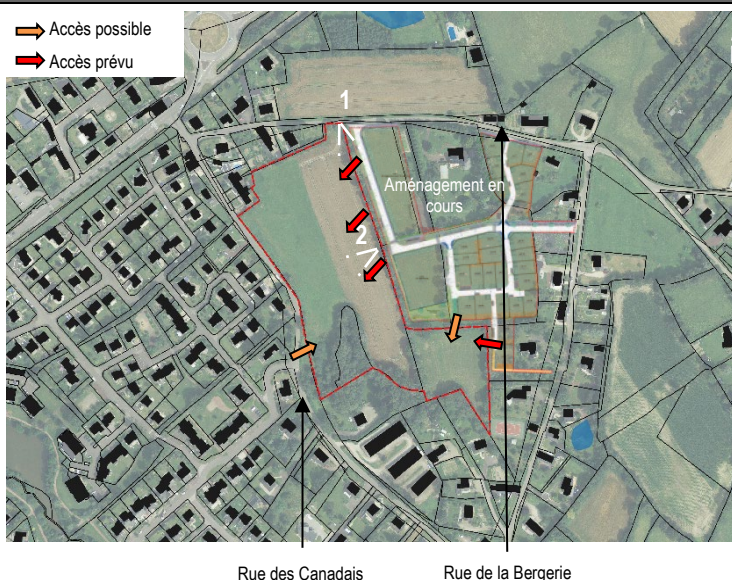 Accès possible
Accès prévu
1
Aménagement en
cours
2
Rue des Canadais
Rue de la Bergerie